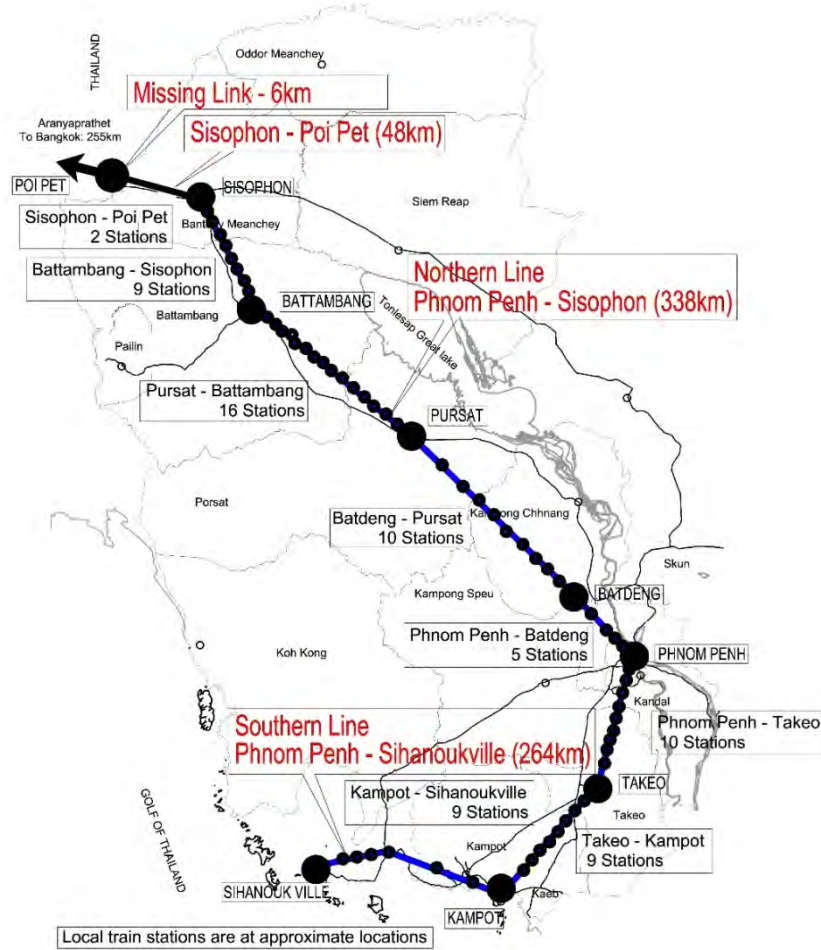 Oddor Meanchey
THAILAND
Missing Link - 6km
Aranyaprathet
To Bangkok: 255km
Sisophon - Poi Pet (48km)
POI PET
SISOPHON
Siem Reap
Sisophon - Poi Pet
2 Stations
Banteay Meanchey
Battambang - Sisophon
9 Stations
Northern Line
Phnom Penh - Sisophon (338km)
BATTAMBANG
Battambang
Tonlesap Great lake
Pailin
Pursat - Battambang
16 Stations
PURSAT
Porsat
Batdeng - Pursat
10 Stations
Kampong Chhnang
Skun
Kampong Speu
BATDENG
Phnom Penh - Batdeng
5 Stations
PHNOM PENH
Koh Kong
Kandal
Southern Line
Phnom Penh - Sihanoukville (264km)
Phnom Penh - Takeo
10 Stations
TAKEO
Kampot - Sihanoukville
9 Stations
GOLF OF THAILAND
Takeo
Kampot
Takeo - Kampot
9 Stations
SIHANOUK VILLE
KAMPOT
Kaeb
Local train stations are at approximate locations